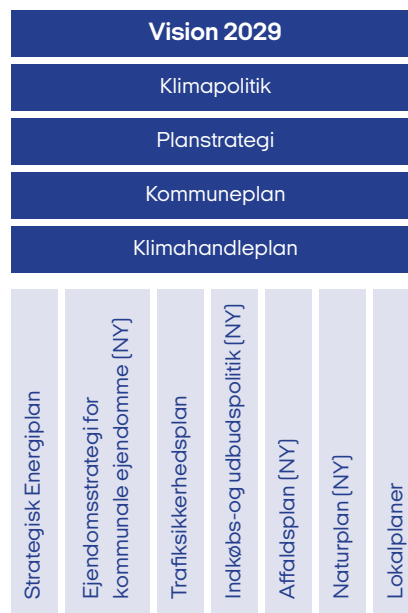 Vision 2029
Klimapolitik
Planstrategi
Kommuneplan
Klimahandleplan
Strategisk Energiplan
Ejendomsstrategi for
kommunale ejendomme (NY)
Trafiksikkerhedsplan
Indkøbs-og udbudspolitik (NY)
Affaldsplan (NY)
Naturplan (NY)
Lokalplaner